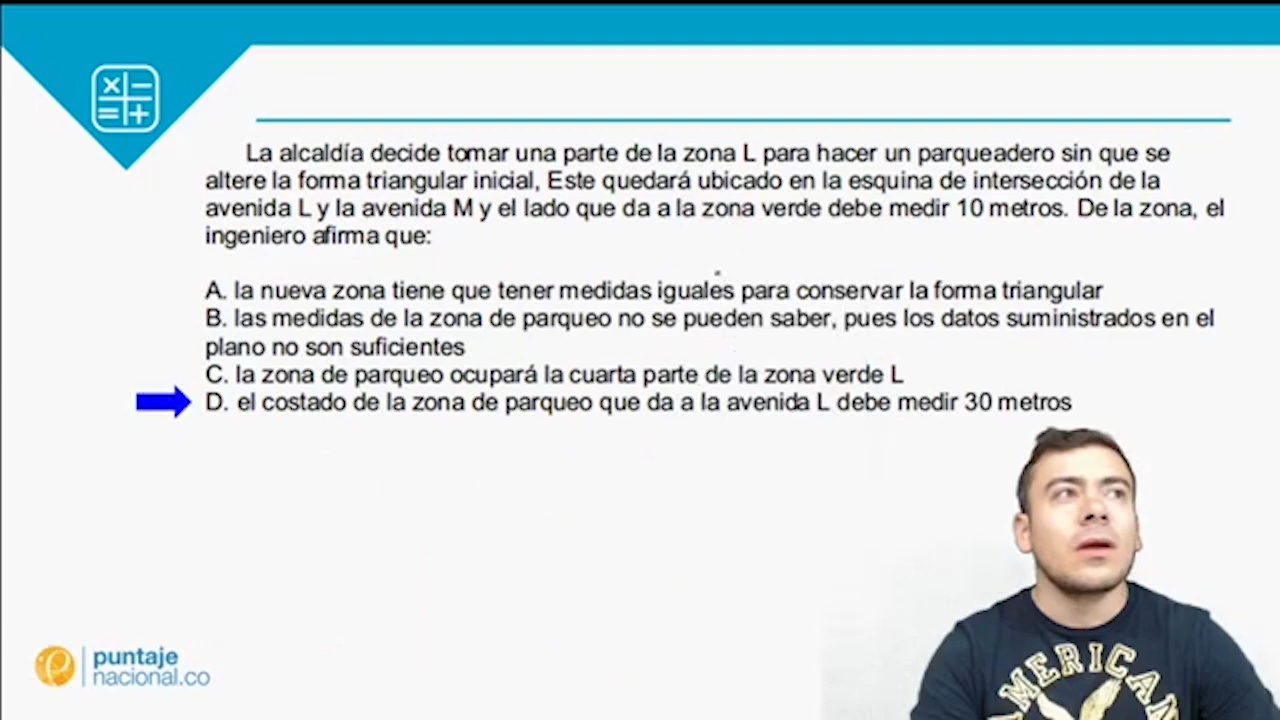 La alcaldía decide tomar una parte de la zona L para hacer un parqueadero sin que se
altere la forma triangular inicial, Este quedará ubicado en la esquina de intersección de la
avenida L y la avenida M y el lado que da a la zona verde debe medir 10 metros. De la zona, el
ingeniero afirma que:
A. la nueva zona tiene que tener medidas iguales para conservar la forma triangular
B. las medidas de la zona de parqueo no se pueden saber, pues los datos suministrados en el
plano no son suficientes
C. la zona de parqueo ocupará la cuarta parte de la zona verde L
D. el costado de la zona de parqueo que da a la avenida L debe medir 30 metros
puntaje
nacional.co
AMERICAN